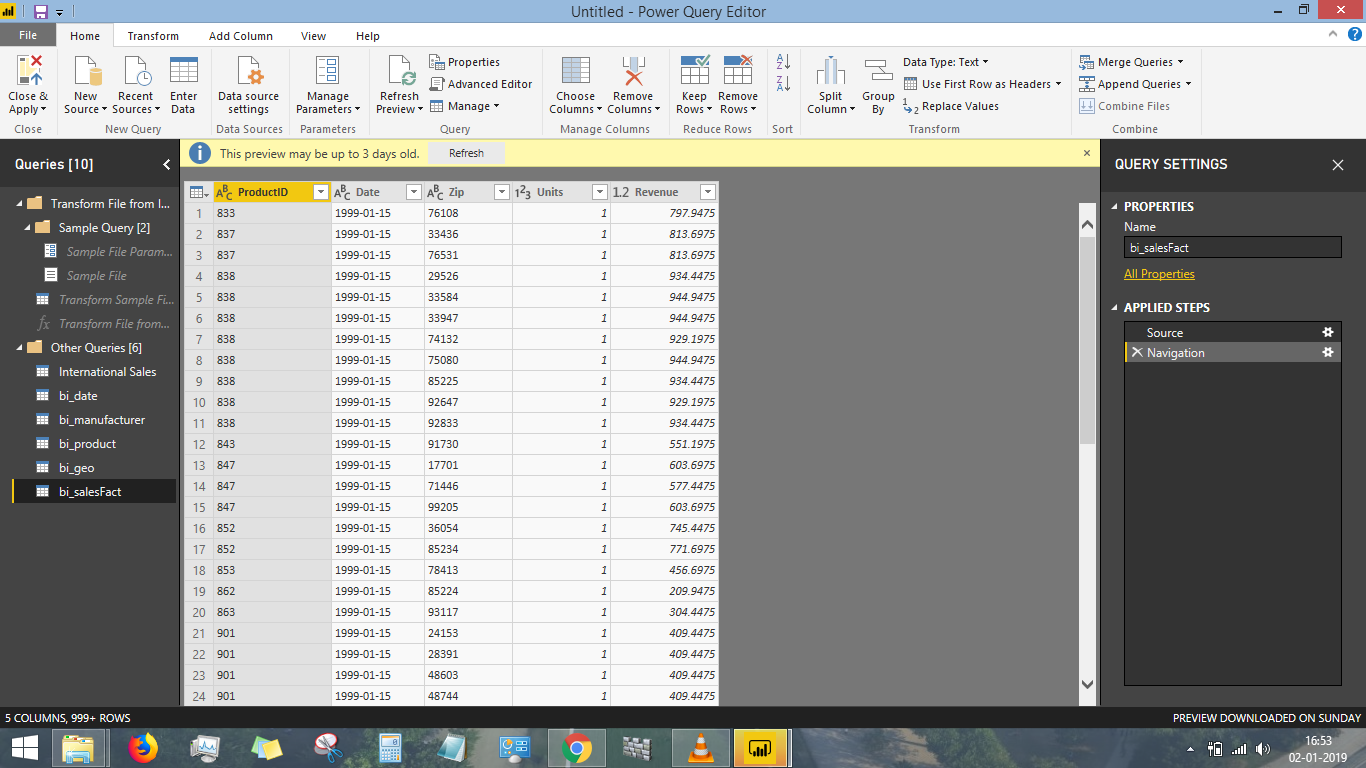 Untitled - Power Query Editor
File Home Transform Add Column View Help
Close & Apply
New Source
Recent Sources
Enter Data
Data source settings
Manage Parameters
Refresh Preview
Properties
Advanced Editor
Manage
Choose Columns
Remove Columns
Keep Rows
Remove Rows
A Z
Z A
Split Column
Group By
Data Type: Text
Use First Row as Headers
1 2 Replace Values
Merge Queries
Append Queries
Combine Files
Close New Query Data Sources Parameters Query Manage Columns Reduce Rows Sort Transform Combine
Queries [10]
Transform File from I...
Sample Query [2]
Sample File Param...
Sample File
Transform Sample Fi...
fx Transform File from...
Other Queries [6]
International Sales
bi_date
bi_manufacturer
bi_product
bi_geo
bi_salesFact
This preview may be up to 3 days old. Refresh
ABC ProductID ABC Date ABC Zip 123 Units 1.2 Revenue
1 833 1999-01-15 76108 1 797.9475
2 837 1999-01-15 33436 1 813.6975
3 837 1999-01-15 76531 1 813.6975
4 838 1999-01-15 29526 1 934.4475
5 838 1999-01-15 33584 1 944.9475
6 838 1999-01-15 33947 1 944.9475
7 838 1999-01-15 74132 1 929.1975
8 838 1999-01-15 75080 1 944.9475
9 838 1999-01-15 85225 1 934.4475
10 838 1999-01-15 92647 1 929.1975
11 838 1999-01-15 92833 1 934.4475
12 843 1999-01-15 91730 1 551.1975
13 847 1999-01-15 17701 1 603.6975
14 847 1999-01-15 71446 1 577.4475
15 847 1999-01-15 99205 1 603.6975
16 852 1999-01-15 36054 1 745.4475
17 852 1999-01-15 85234 1 771.6975
18 853 1999-01-15 78413 1 456.6975
19 862 1999-01-15 85224 1 209.9475
20 863 1999-01-15 93117 1 304.4475
21 901 1999-01-15 24153 1 409.4475
22 901 1999-01-15 28391 1 409.4475
23 901 1999-01-15 48603 1 409.4475
24 901 1999-01-15 48744 1 409.4475
QUERY SETTINGS
PROPERTIES
Name
bi_salesFact
All Properties
APPLIED STEPS
Source
Navigation
5 COLUMNS, 999+ ROWS PREVIEW DOWNLOADED ON SUNDAY
16:53
02-01-2019